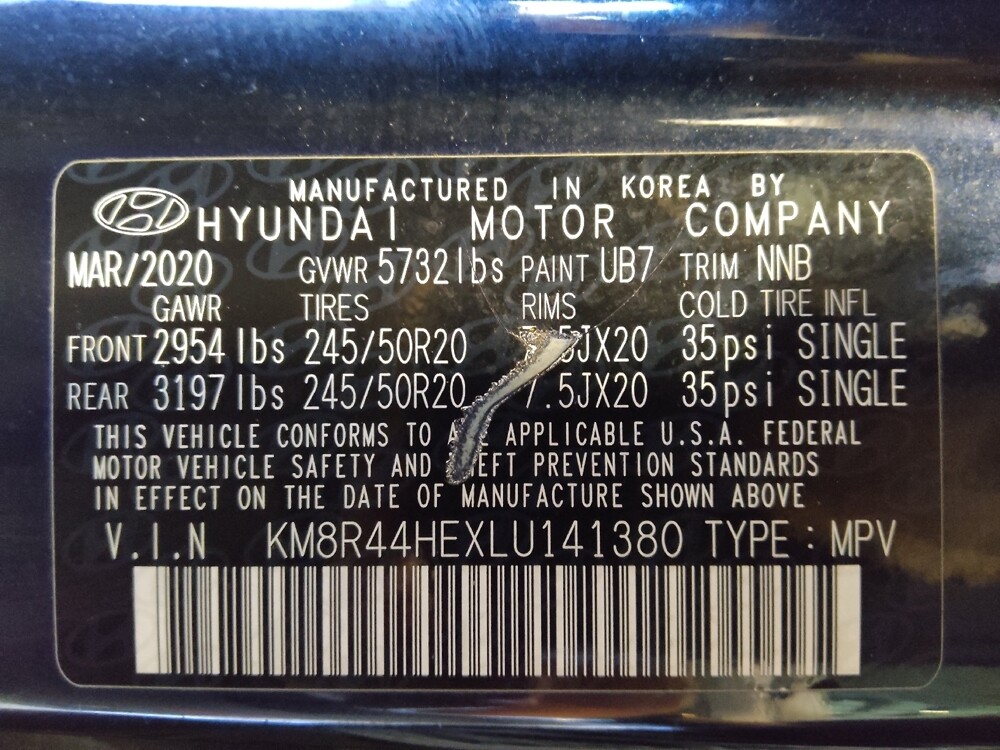 MANUFACTURED IN KOREA BY
HYUNDAI MOTOR COMPANY
MAR/2020 GVWR 5732lbs PAINT UB7 TRIM NNB
GAWR TIRES RIMS COLD TIRE INFL
FRONT 2954lbs 245/50R20 7.5JX20 35psi SINGLE
REAR 3197lbs 245/50R20 7.5JX20 35psi SINGLE
THIS VEHICLE CONFORMS TO APPLICABLE U.S.A. FEDERAL
MOTOR VEHICLE SAFETY AND THEFT PREVENTION STANDARDS
IN EFFECT ON THE DATE OF MANUFACTURE SHOWN ABOVE
V.I.N KM8R44HEXLU141380 TYPE : MPV